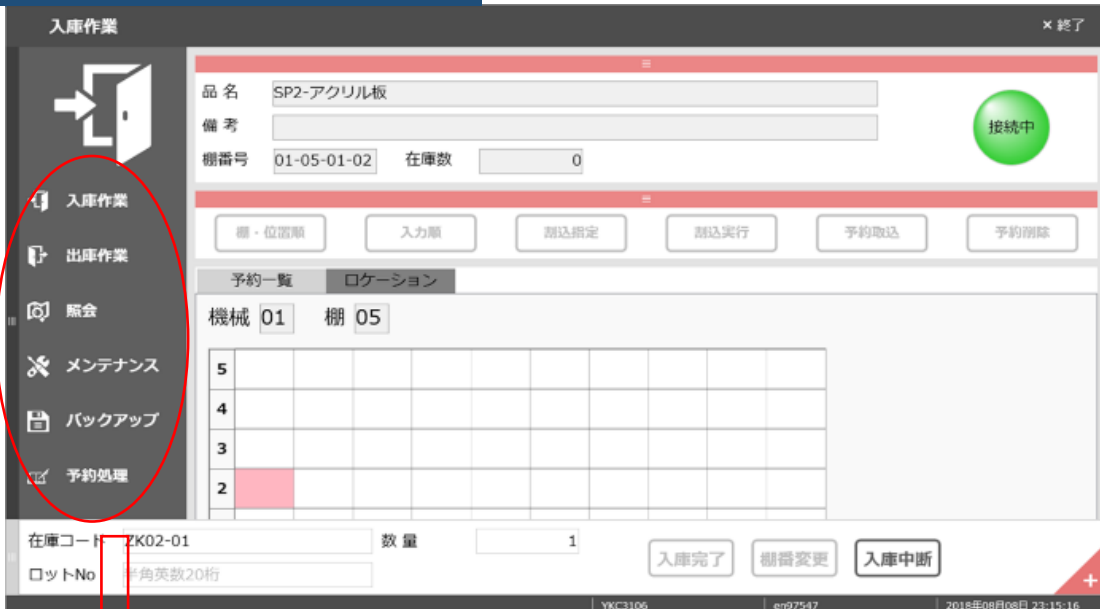 入庫作業
× 終了
品 名 SP2-アクリル板
備 考
接続中
棚番号 01-05-01-02 在庫数 0
入庫作業
出庫作業
照会
メンテナンス
バックアップ
予約処理
棚・位置順 入力順 割込指定 割込実行 予約取込 予約削除
予約一覧 ロケーション
機械 01 棚 05
5
4
3
2
在庫コード ZK02-01 数 量 1
ロットNo 半角英数20桁
入庫完了 棚番変更 入庫中断
+
YKC3106 en97547 2018年08月08日 23:15:16